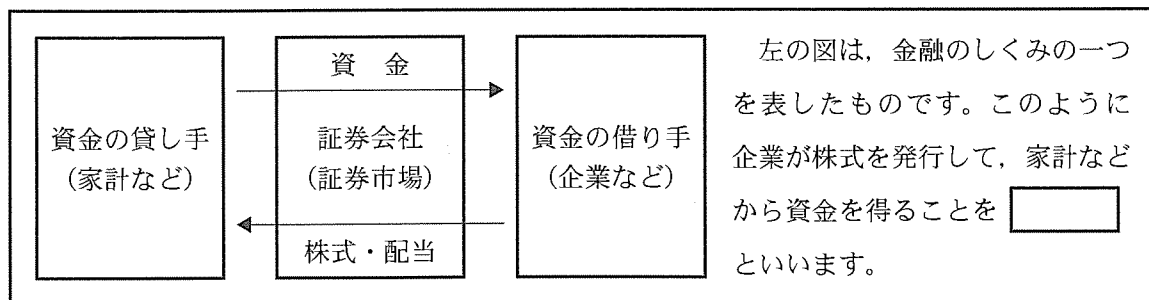 資金の貸し手
(家計など)
資 金
証券会社
(証券市場)
株式・配当
資金の借り手
(企業など)
左の図は，金融のしくみの一つ
を表したものです。このように
企業が株式を発行して，家計など
から資金を得ることを
といいます。